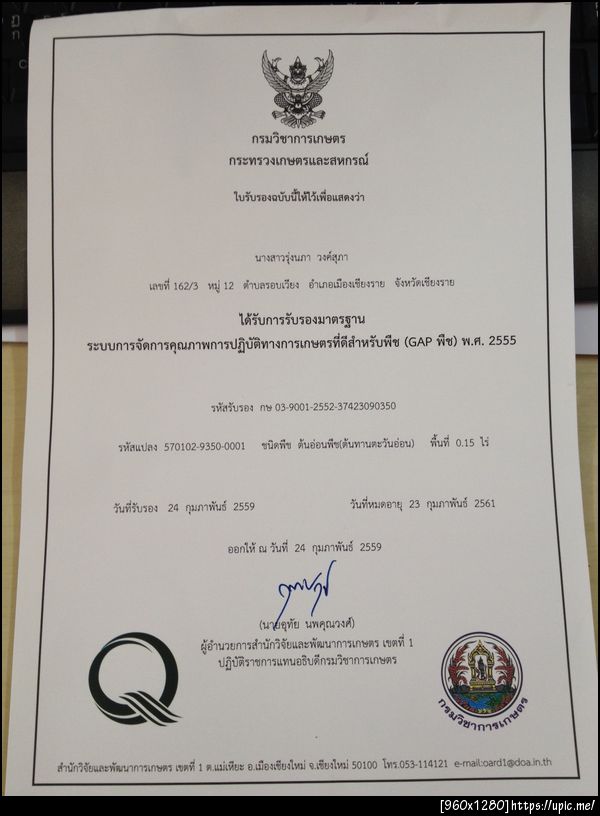 กรมวิชาการเกษตร
กระทรวงเกษตรและสหกรณ์
ใบรับรองฉบับนี้ให้ไว้เพื่อแสดงว่า
นางสาวรุ่งนภา วงค์สุภา
เลขที่ 162/3 หมู่ 12 ตำบลรอบเวียง อำเภอเมืองเชียงราย จังหวัดเชียงราย
ได้รับการรับรองมาตรฐาน
ระบบการจัดการคุณภาพการปฏิบัติทางการเกษตรที่ดีสำหรับพืช (GAP พืช) พ.ศ. 2555
รหัสรับรอง กษ 03-9001-2552-37423090350
รหัสแปลง 570102-9350-0001 ชนิดพืช ต้นอ่อนพืช(ต้นทานตะวันอ่อน) พื้นที่ 0.15 ไร่
วันที่รับรอง 24 กุมภาพันธ์ 2559 วันที่หมดอายุ 23 กุมภาพันธ์ 2561
ออกให้ ณ วันที่ 24 กุมภาพันธ์ 2559
(นายอุทัย นพคุณวงศ์)
ผู้อำนวยการสำนักวิจัยและพัฒนาการเกษตร เขตที่ 1
ปฏิบัติราชการแทนอธิบดีกรมวิชาการเกษตร
Q
กรมวิชาการเกษตร
สำนักวิจัยและพัฒนาการเกษตร เขตที่ 1 ต.แม่เหียะ อ.เมืองเชียงใหม่ จ.เชียงใหม่ 50100 โทร.053-114121 e-mail:oard1@doa.in.th
[960x1280]https://upic.me/